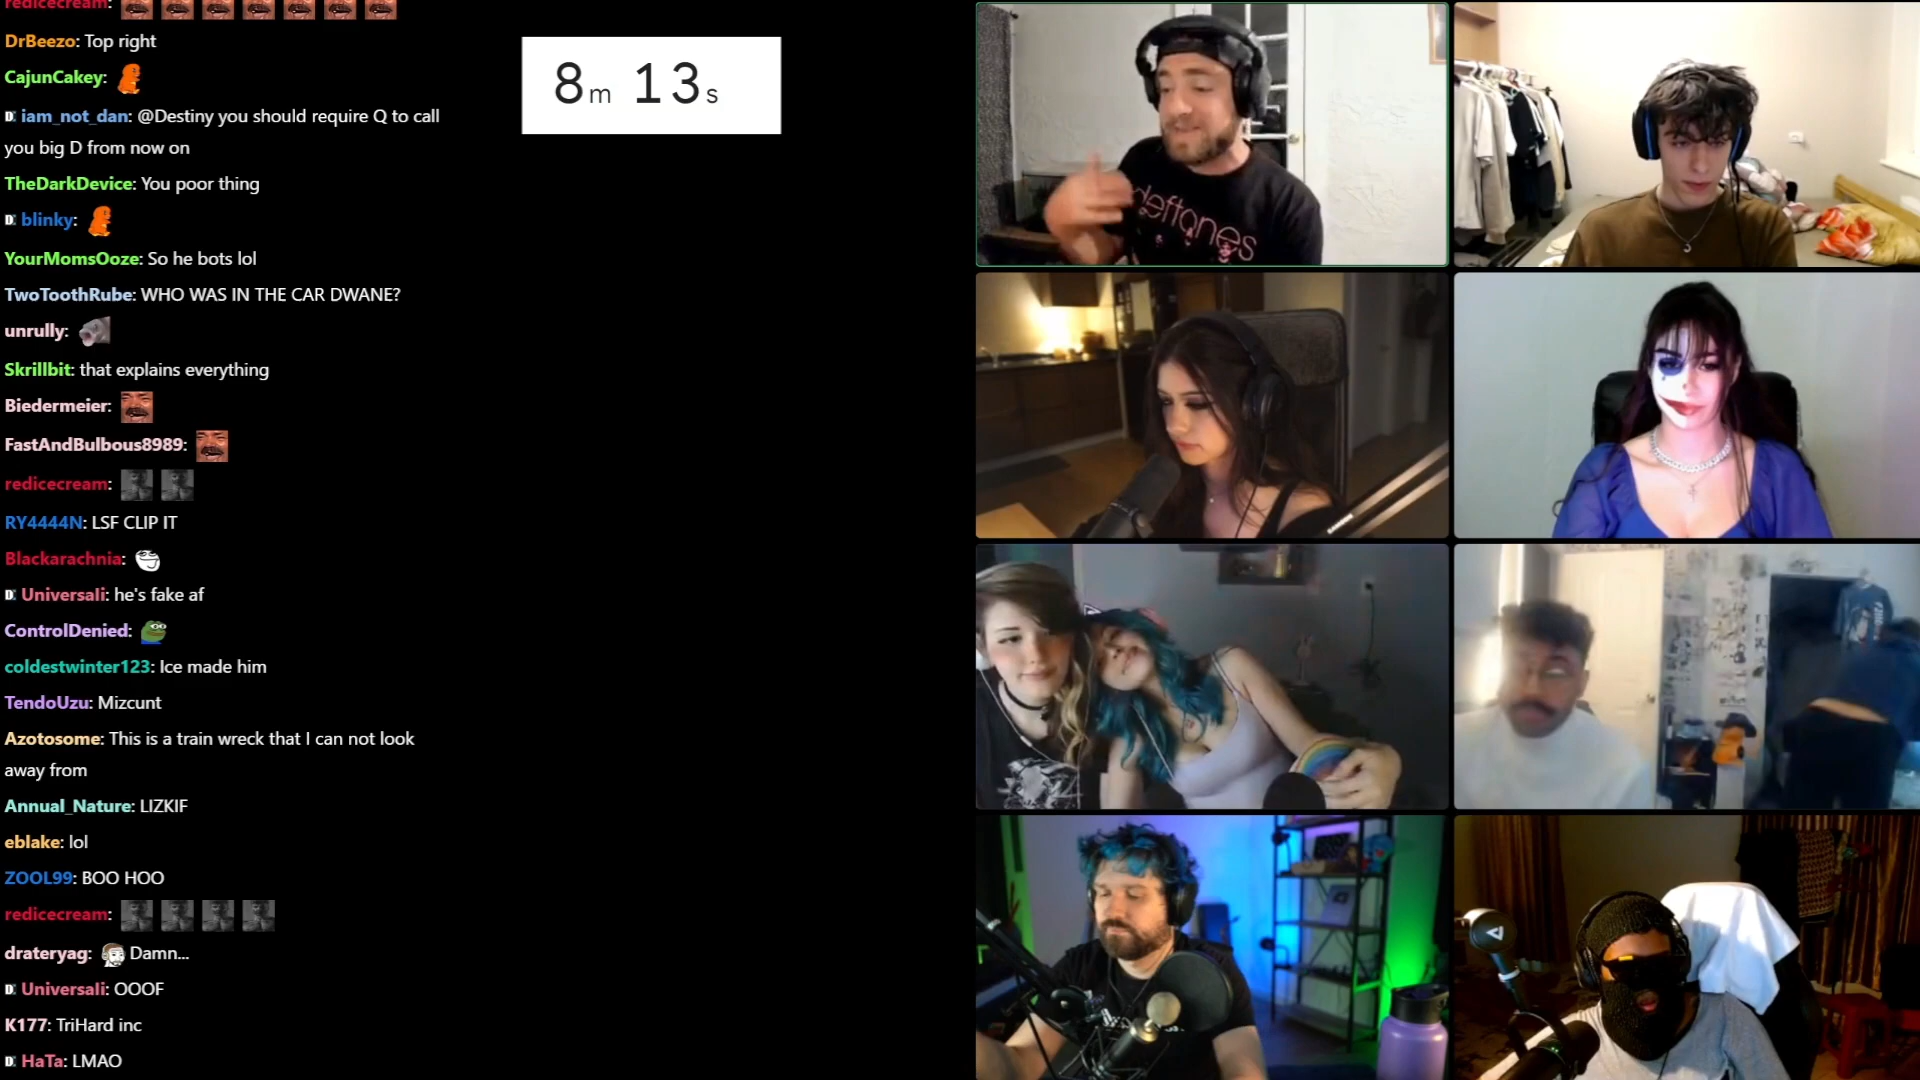 redicecream:
DrBeezo: Top right
CajunCakey:
D iam_not_dan: @Destiny you should require Q to call
you big D from now on
TheDarkDevice: You poor thing
D blinky:
YourMomsOoze: So he bots lol
TwoToothRube: WHO WAS IN THE CAR DWANE?
unrully:
Skrillbit: that explains everything
Biedermeier:
FastAndBulbous8989:
redicecream:
RY4444N: LSF CLIP IT
Blackarachnia:
D Universali: he's fake af
ControlDenied:
coldestwinter123: Ice made him
TendoUzu: Mizcunt
Azotosome: This is a train wreck that I can not look
away from
Annual_Nature: LIZKIF
eblake: lol
ZOOL99: BOO HOO
redicecream:
drateryag: Damn...
D Universali: OOOF
K177: TriHard inc
D HaTa: LMAO
8m 13s
deftones